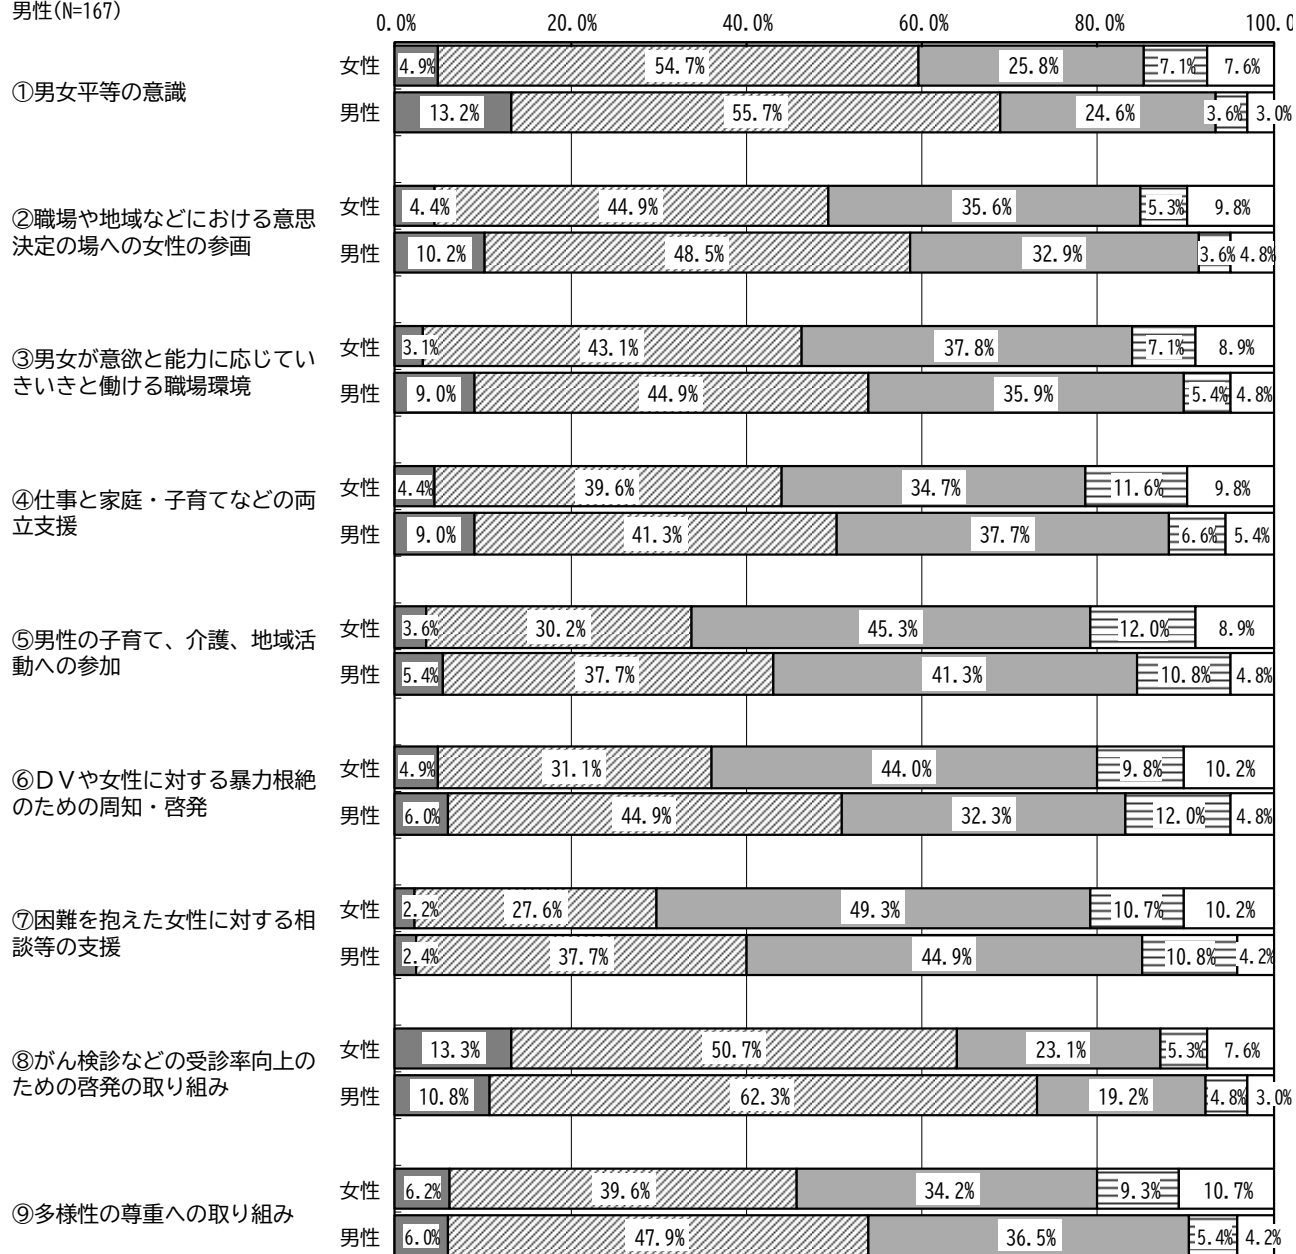 男性(N=167)
0.0% 20.0% 40.0% 60.0% 80.0% 100.0
①男女平等の意識
女性 4.9% 54.7% 25.8% 7.1% 7.6%
男性 13.2% 55.7% 24.6% 3.6% 3.0%
②職場や地域などにおける意思
決定の場への女性の参画
女性 4.4% 44.9% 35.6% 5.3% 9.8%
男性 10.2% 48.5% 32.9% 3.6% 4.8%
③男女が意欲と能力に応じてい
きいきと働ける職場環境
女性 3.1% 43.1% 37.8% 7.1% 8.9%
男性 9.0% 44.9% 35.9% 5.4% 4.8%
④仕事と家庭・子育てなどの両
立支援
女性 4.4% 39.6% 34.7% 11.6% 9.8%
男性 9.0% 41.3% 37.7% 6.6% 5.4%
⑤男性の子育て、介護、地域活
動への参加
女性 3.6% 30.2% 45.3% 12.0% 8.9%
男性 5.4% 37.7% 41.3% 10.8% 4.8%
⑥ＤＶや女性に対する暴力根絶
のための周知・啓発
女性 4.9% 31.1% 44.0% 9.8% 10.2%
男性 6.0% 44.9% 32.3% 12.0% 4.8%
⑦困難を抱えた女性に対する相
談等の支援
女性 2.2% 27.6% 49.3% 10.7% 10.2%
男性 2.4% 37.7% 44.9% 10.8% 4.2%
⑧がん検診などの受診率向上の
ための啓発の取り組み
女性 13.3% 50.7% 23.1% 5.3% 7.6%
男性 10.8% 62.3% 19.2% 4.8% 3.0%
⑨多様性の尊重への取り組み
女性 6.2% 39.6% 34.2% 9.3% 10.7%
男性 6.0% 47.9% 36.5% 5.4% 4.2%